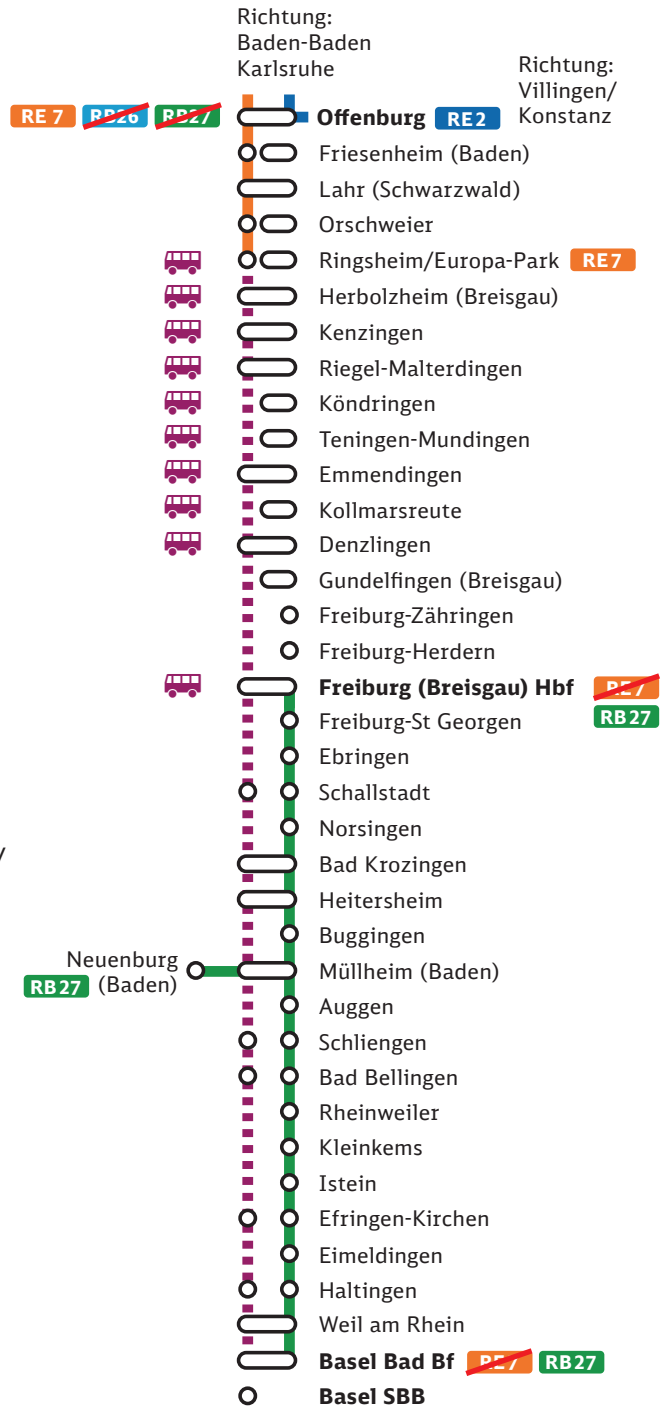 Richtung:
Baden-Baden
Karlsruhe
Richtung:
Villingen/
Konstanz
RE 7 RB26 RB27 Offenburg RE2
Friesenheim (Baden)
Lahr (Schwarzwald)
Orschweier
Ringsheim/Europa-Park RE7
Herbolzheim (Breisgau)
Kenzingen
Riegel-Malterdingen
Köndringen
Teningen-Mundingen
Emmendingen
Kollmarsreute
Denzlingen
Gundelfingen (Breisgau)
Freiburg-Zähringen
Freiburg-Herdern
Freiburg (Breisgau) Hbf RE7
Freiburg-St Georgen RB27
Ebringen
Schallstadt
Norsingen
/
Bad Krozingen
Heitersheim
Buggingen
Neuenburg
RB27 (Baden)
Müllheim (Baden)
Auggen
Schliengen
Bad Bellingen
Rheinweiler
Kleinkems
Istein
Efringen-Kirchen
Eimeldingen
Haltingen
Weil am Rhein
Basel Bad Bf RE7 RB27
Basel SBB